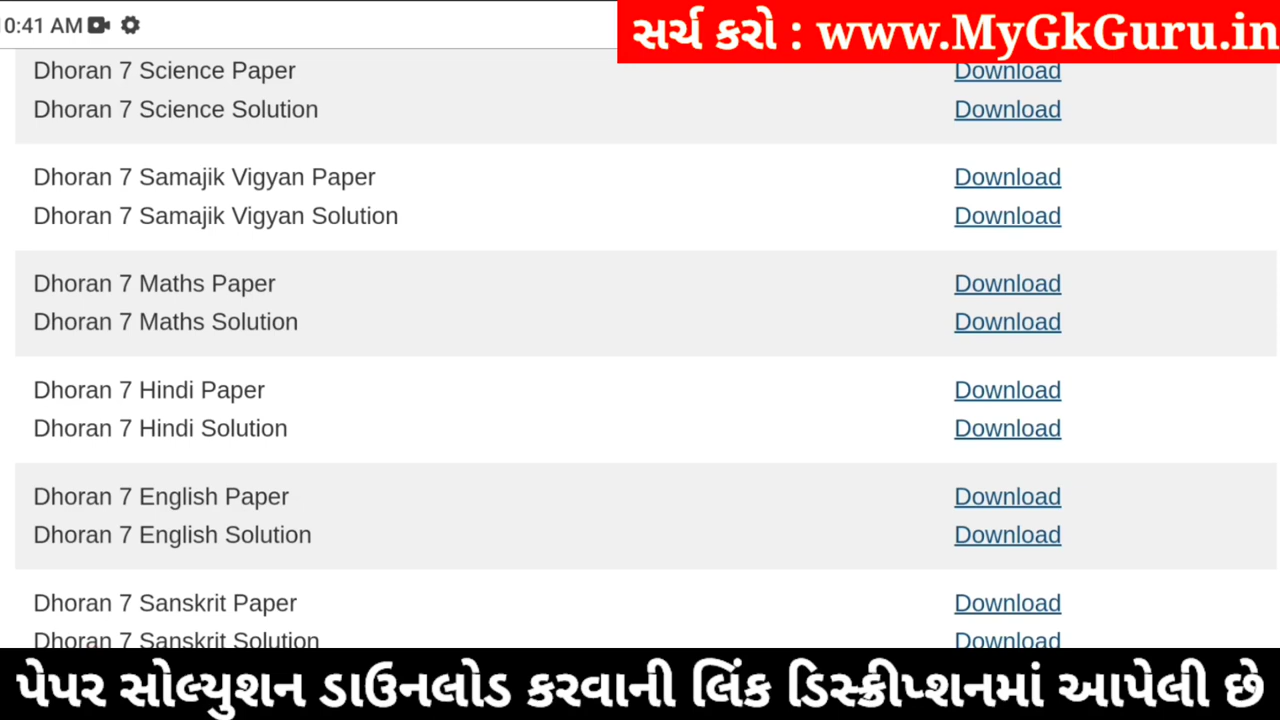 0:41 AM
સર્ચ કરો : www.MyGkGuru.in
Dhoran 7 Science Paper Download
Dhoran 7 Science Solution Download
Dhoran 7 Samajik Vigyan Paper Download
Dhoran 7 Samajik Vigyan Solution Download
Dhoran 7 Maths Paper Download
Dhoran 7 Maths Solution Download
Dhoran 7 Hindi Paper Download
Dhoran 7 Hindi Solution Download
Dhoran 7 English Paper Download
Dhoran 7 English Solution Download
Dhoran 7 Sanskrit Paper Download
Dhoran 7 Sanskrit Solution Download
પેપર સોલ્યુશન ડાઉનલોડ કરવાની લિંક ડિસ્ક્રીપ્શનમાં આપેલી છે